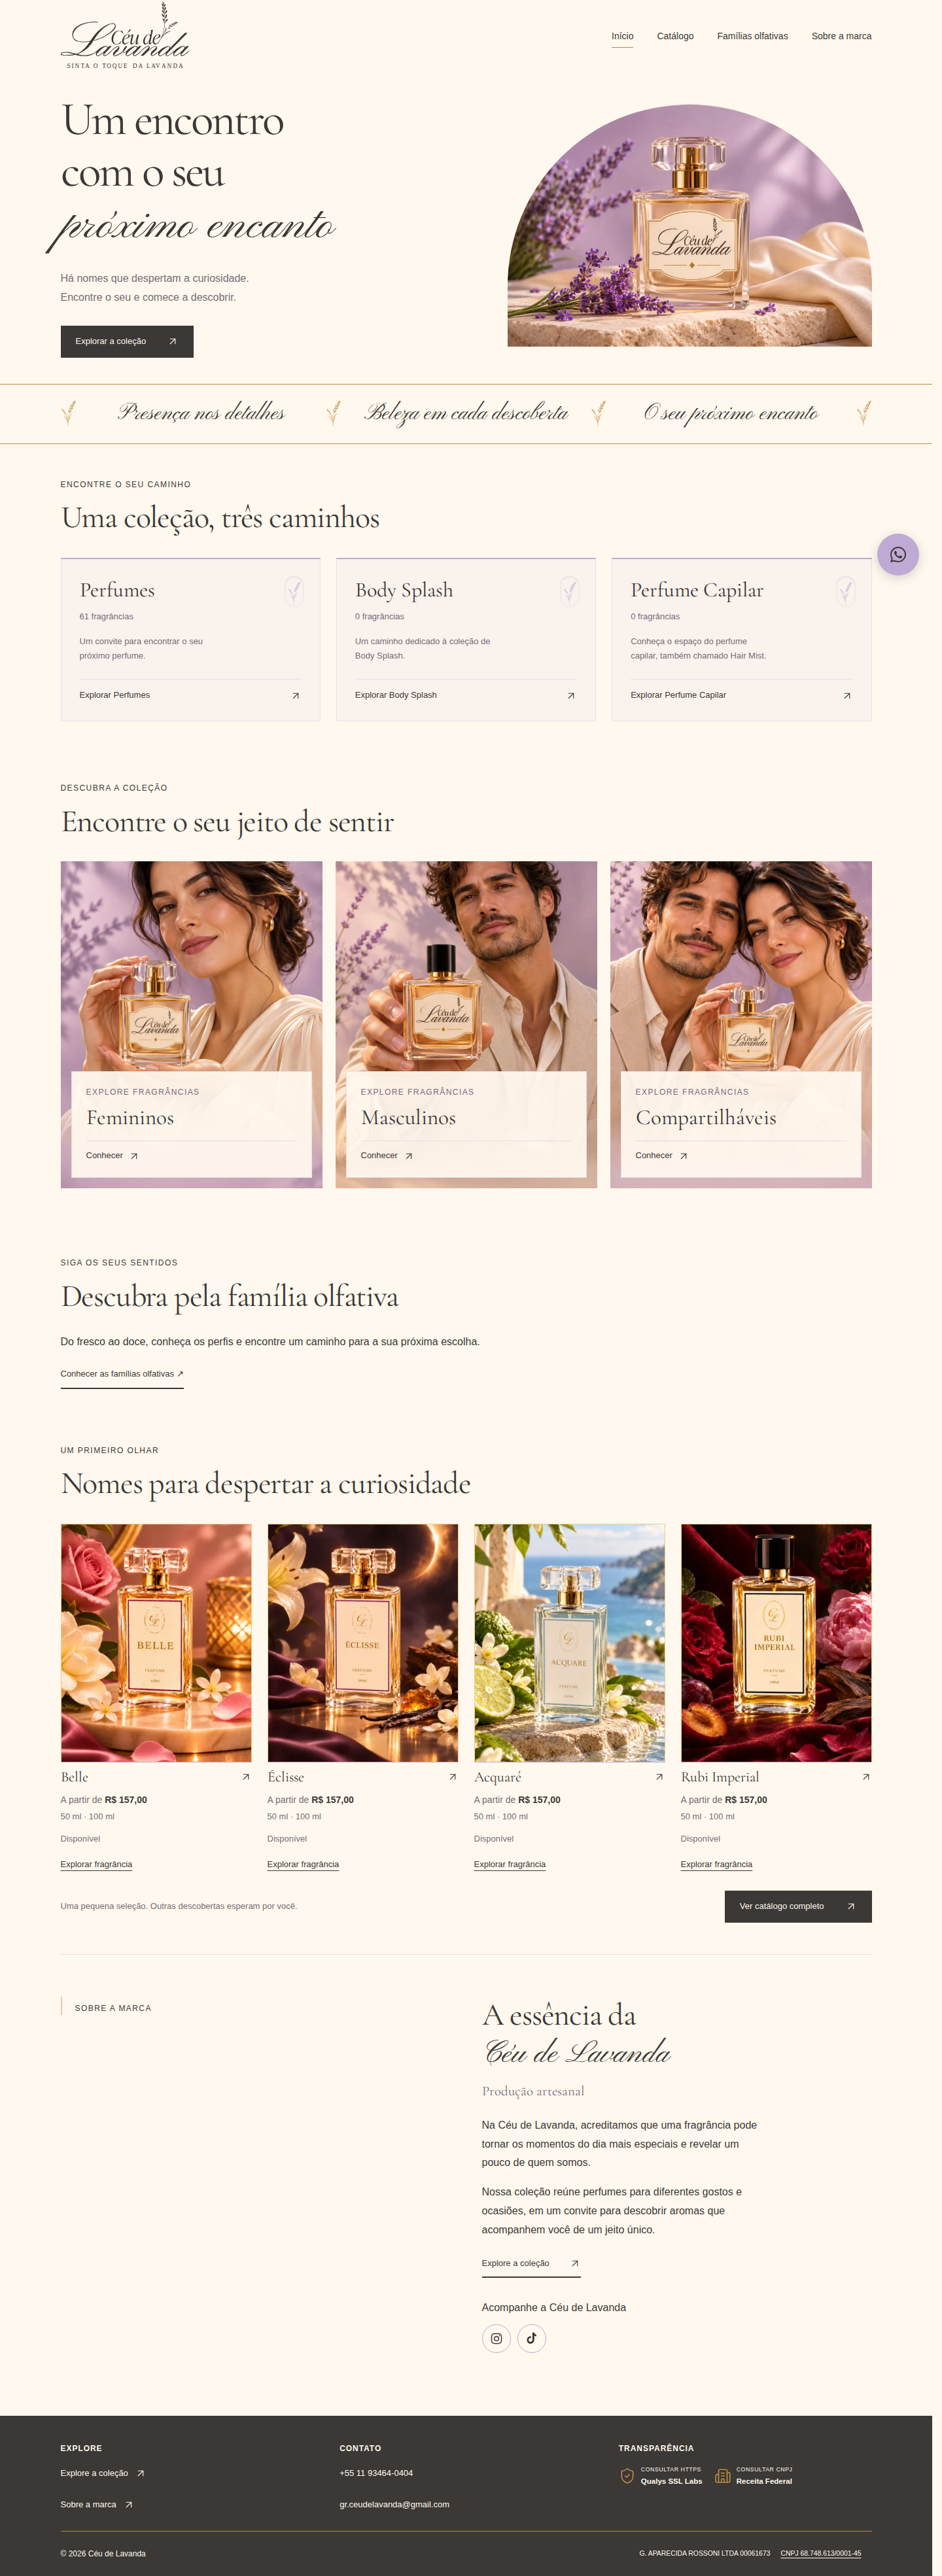 Céu de
Lavanda
SINTA O TOQUE DA LAVANDA
Início
Catálogo
Famílias olfativas
Sobre a marca
Um encontro
com o seu
próximo encanto
Há nomes que despertam a curiosidade.
Encontre o seu e comece a descobrir.
Explorar a coleção
Céu de
Lavanda
Presença nos detalhes
Beleza em cada descoberta
O seu próximo encanto
ENCONTRE O SEU CAMINHO
Uma coleção, três caminhos
Perfumes
61 fragrâncias
Um convite para encontrar o seu
próximo perfume.
Explorar Perfumes
Body Splash
0 fragrâncias
Um caminho dedicado à coleção de
Body Splash.
Explorar Body Splash
Perfume Capilar
0 fragrâncias
Conheça o espaço do perfume
capilar, também chamado Hair Mist.
Explorar Perfume Capilar
DESCUBRA A COLEÇÃO
Encontre o seu jeito de sentir
Céu de
Lavanda
EXPLORE FRAGRÂNCIAS
Femininos
Conhecer
Céu de
Lavanda
EXPLORE FRAGRÂNCIAS
Masculinos
Conhecer
Céu de
Lavanda
EXPLORE FRAGRÂNCIAS
Compartilháveis
Conhecer
SIGA OS SEUS SENTIDOS
Descubra pela família olfativa
Do fresco ao doce, conheça os perfis e encontre um caminho para a sua próxima escolha.
Conhecer as famílias olfativas ↗
UM PRIMEIRO OLHAR
Nomes para despertar a curiosidade
BELLE
PERFUME
Belle
A partir de R$ 157,00
50 ml · 100 ml
Disponível
Explorar fragrância
ÉCLISSE
PERFUME
Éclisse
A partir de R$ 157,00
50 ml · 100 ml
Disponível
Explorar fragrância
ACQUARE
PERFUME
Acquaré
A partir de R$ 157,00
50 ml · 100 ml
Disponível
Explorar fragrância
RUBI
IMPERIAL
PERFUME
Rubi Imperial
A partir de R$ 157,00
50 ml · 100 ml
Disponível
Explorar fragrância
Uma pequena seleção. Outras descobertas esperam por você.
Ver catálogo completo
SOBRE A MARCA
A essência da
Céu de Lavanda
Produção artesanal
Na Céu de Lavanda, acreditamos que uma fragrância pode
tornar os momentos do dia mais especiais e revelar um
pouco de quem somos.
Nossa coleção reúne perfumes para diferentes gostos e
ocasiões, em um convite para descobrir aromas que
acompanhem você de um jeito único.
Explore a coleção
Acompanhe a Céu de Lavanda
EXPLORE
Explore a coleção
Sobre a marca
CONTATO
+55 11 93464-0404
gr.ceudelavanda@gmail.com
TRANSPARÊNCIA
CONSULTAR HTTPS
Qualys SSL Labs
CONSULTAR CNPJ
Receita Federal
© 2026 Céu de Lavanda
G. APARECIDA ROSSONI LTDA 00061673
CNPJ 68.748.613/0001-45